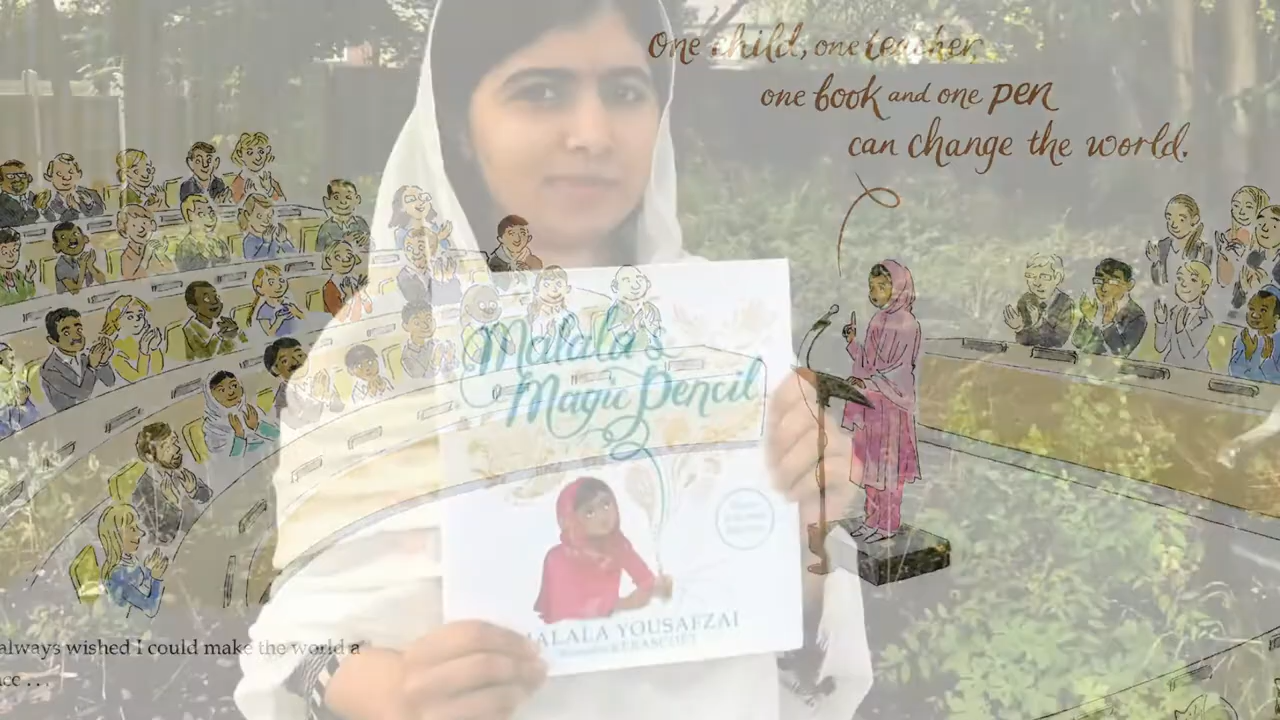 One child, one teacher,
one book and one pen
can change the world.
Malala's
Magic Pencil
MALALA YOUSAFZAI
always wished I could make the world a